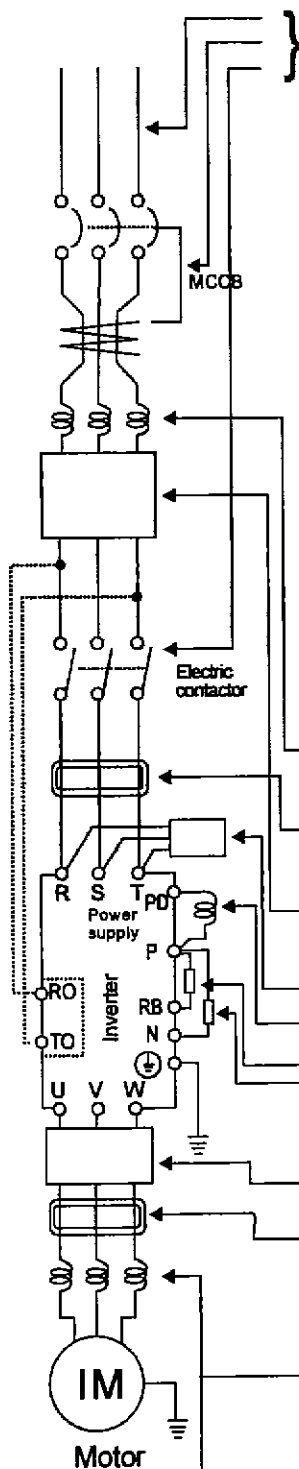 MCCB
Electric
contactor
R S T
PD
Power
supply
P
RO
Inverter
RB
TO
N
U V W
IM
Motor